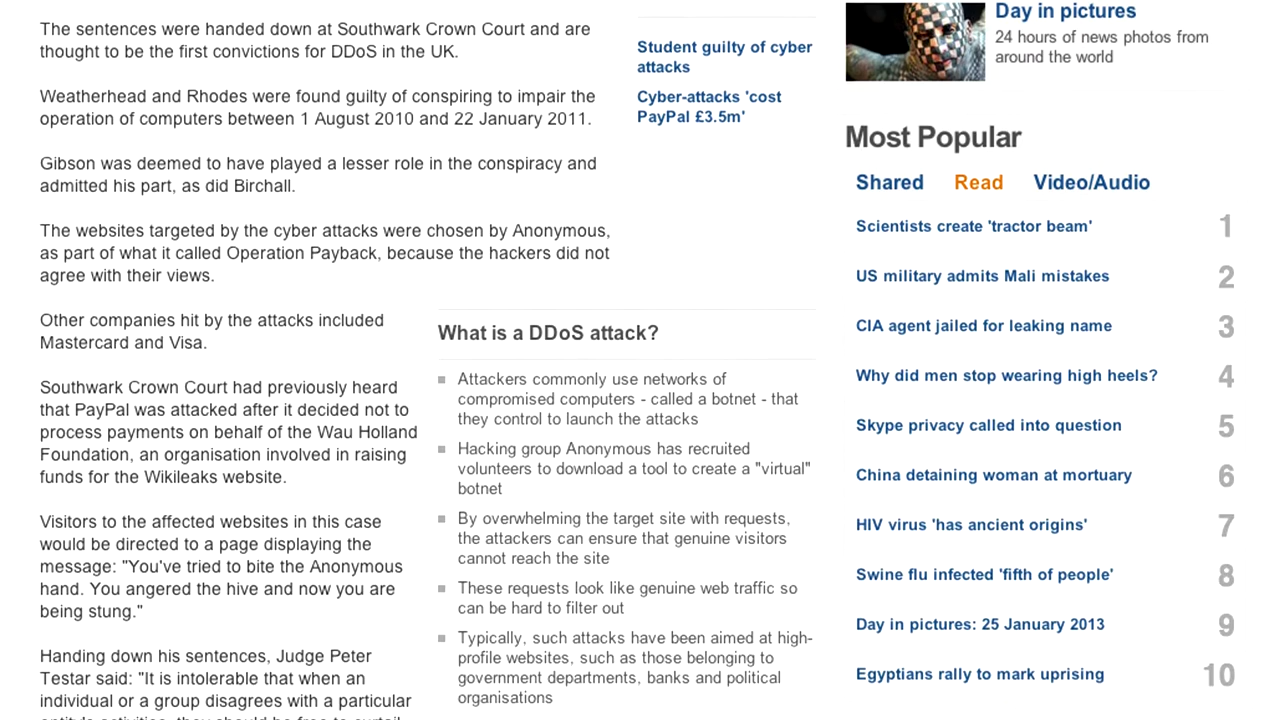 The sentences were handed down at Southwark Crown Court and are
thought to be the first convictions for DDoS in the UK.
Weatherhead and Rhodes were found guilty of conspiring to impair the
operation of computers between 1 August 2010 and 22 January 2011.
Gibson was deemed to have played a lesser role in the conspiracy and
admitted his part, as did Birchall.
The websites targeted by the cyber attacks were chosen by Anonymous,
as part of what it called Operation Payback, because the hackers did not
agree with their views.
Other companies hit by the attacks included
Mastercard and Visa.
Southwark Crown Court had previously heard
that PayPal was attacked after it decided not to
process payments on behalf of the Wau Holland
Foundation, an organisation involved in raising
funds for the Wikileaks website.
Visitors to the affected websites in this case
would be directed to a page displaying the
message: "You've tried to bite the Anonymous
hand. You angered the hive and now you are
being stung."
Handing down his sentences, Judge Peter
Testar said: "It is intolerable that when an
individual or a group disagrees with a particular
Student guilty of cyber
attacks
Cyber-attacks 'cost
PayPal £3.5m'
What is a DDoS attack?
Attackers commonly use networks of
compromised computers - called a botnet - that
they control to launch the attacks
Hacking group Anonymous has recruited
volunteers to download a tool to create a "virtual"
botnet
By overwhelming the target site with requests,
the attackers can ensure that genuine visitors
cannot reach the site
These requests look like genuine web traffic so
can be hard to filter out
Typically, such attacks have been aimed at high-
profile websites, such as those belonging to
government departments, banks and political
organisations
Day in pictures
24 hours of news photos from
around the world
Most Popular
Shared Read Video/Audio
Scientists create 'tractor beam' 1
US military admits Mali mistakes 2
CIA agent jailed for leaking name 3
Why did men stop wearing high heels? 4
Skype privacy called into question 5
China detaining woman at mortuary 6
HIV virus 'has ancient origins' 7
Swine flu infected 'fifth of people' 8
Day in pictures: 25 January 2013 9
Egyptians rally to mark uprising 10